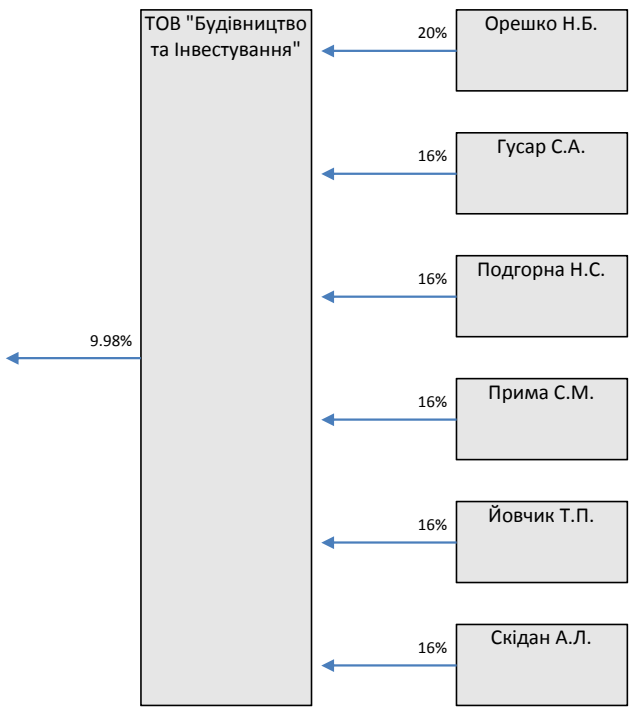 ТОВ "Будівництво
та Інвестування"
20%
Орешко Н.Б.
16%
Гусар С.А.
16%
Подгорна Н.С.
9.98%
16%
Прима С.М.
16%
Йовчик Т.П.
16%
Скідан А.Л.